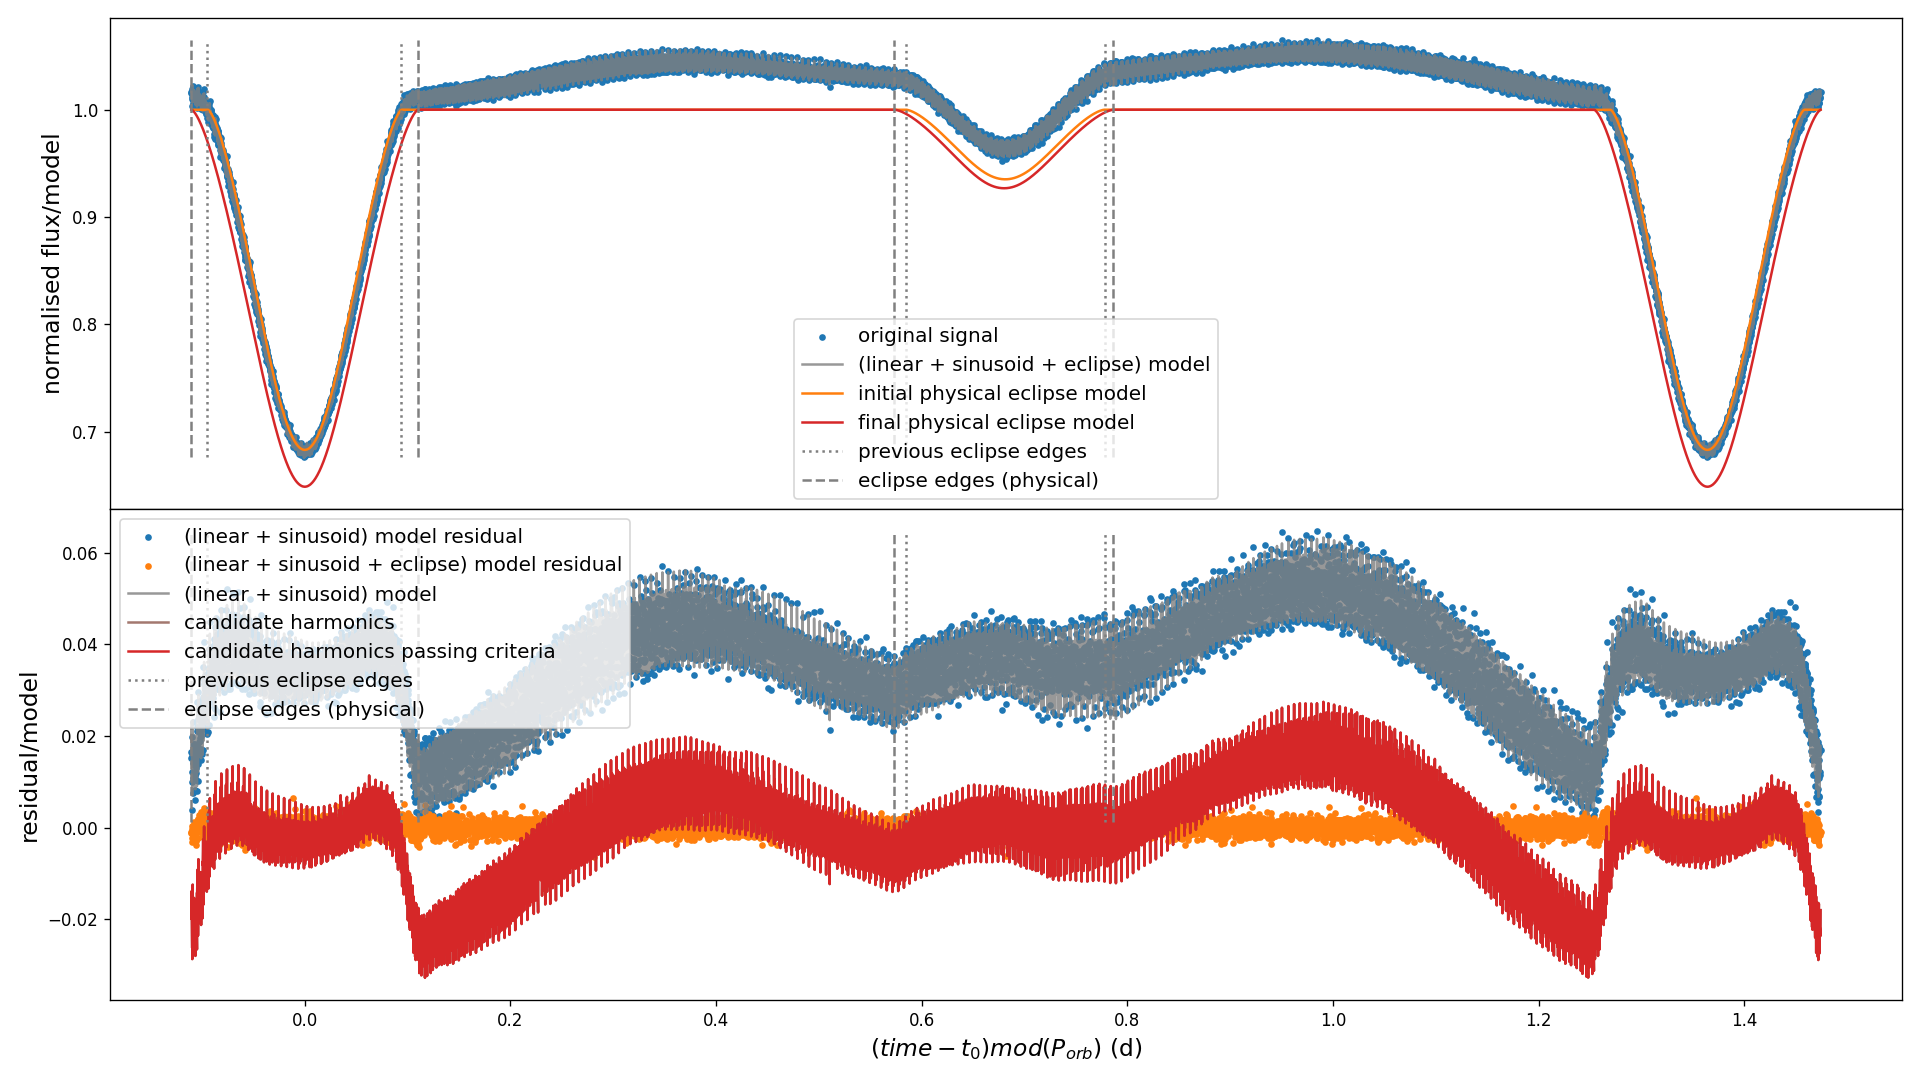 normalised flux/model
1.0
0.9
0.8
0.7
original signal
(linear + sinusoid + eclipse) model
initial physical eclipse model
final physical eclipse model
previous eclipse edges
eclipse edges (physical)
residual/model
0.06
0.04
0.02
0.00
−0.02
(linear + sinusoid) model residual
(linear + sinusoid + eclipse) model residual
(linear + sinusoid) model
candidate harmonics
candidate harmonics passing criteria
previous eclipse edges
eclipse edges (physical)
0.0 0.2 0.4 0.6 0.8 1.0 1.2 1.4
(time − t₀)mod(P_orb) (d)